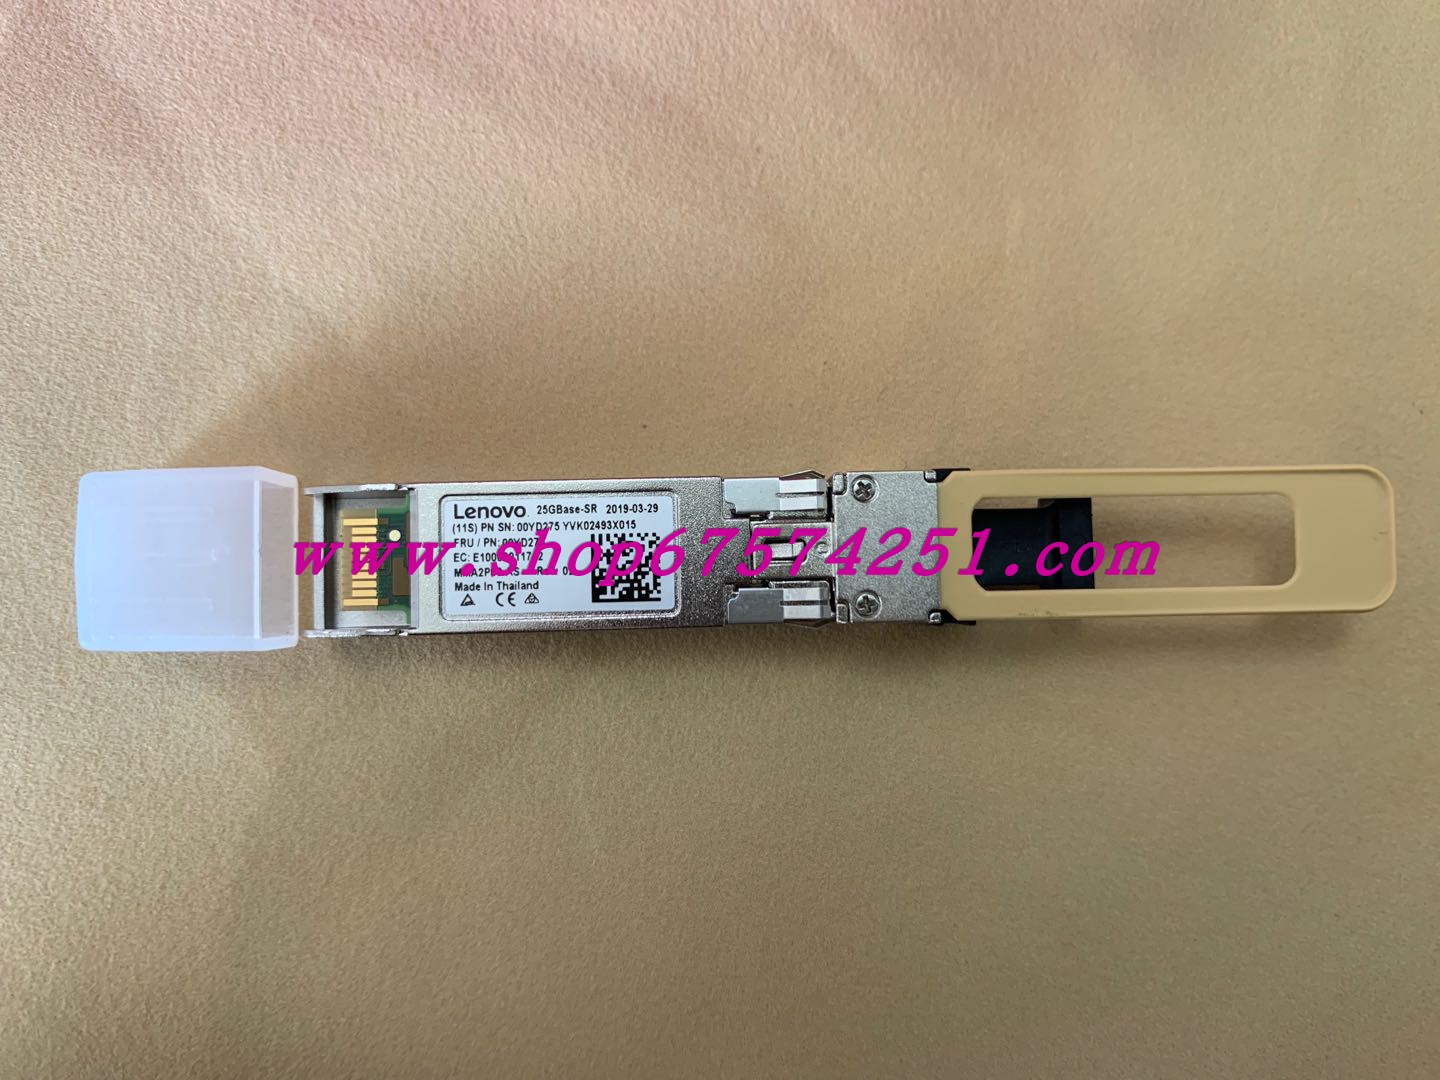 Lenovo. 25GBase-SR 2019-03-29
(11S) PN SN: 00YD275 YVK02493X015
FRU / PN:
www.shop67574251.com
EC:
Made In Thailand
CE